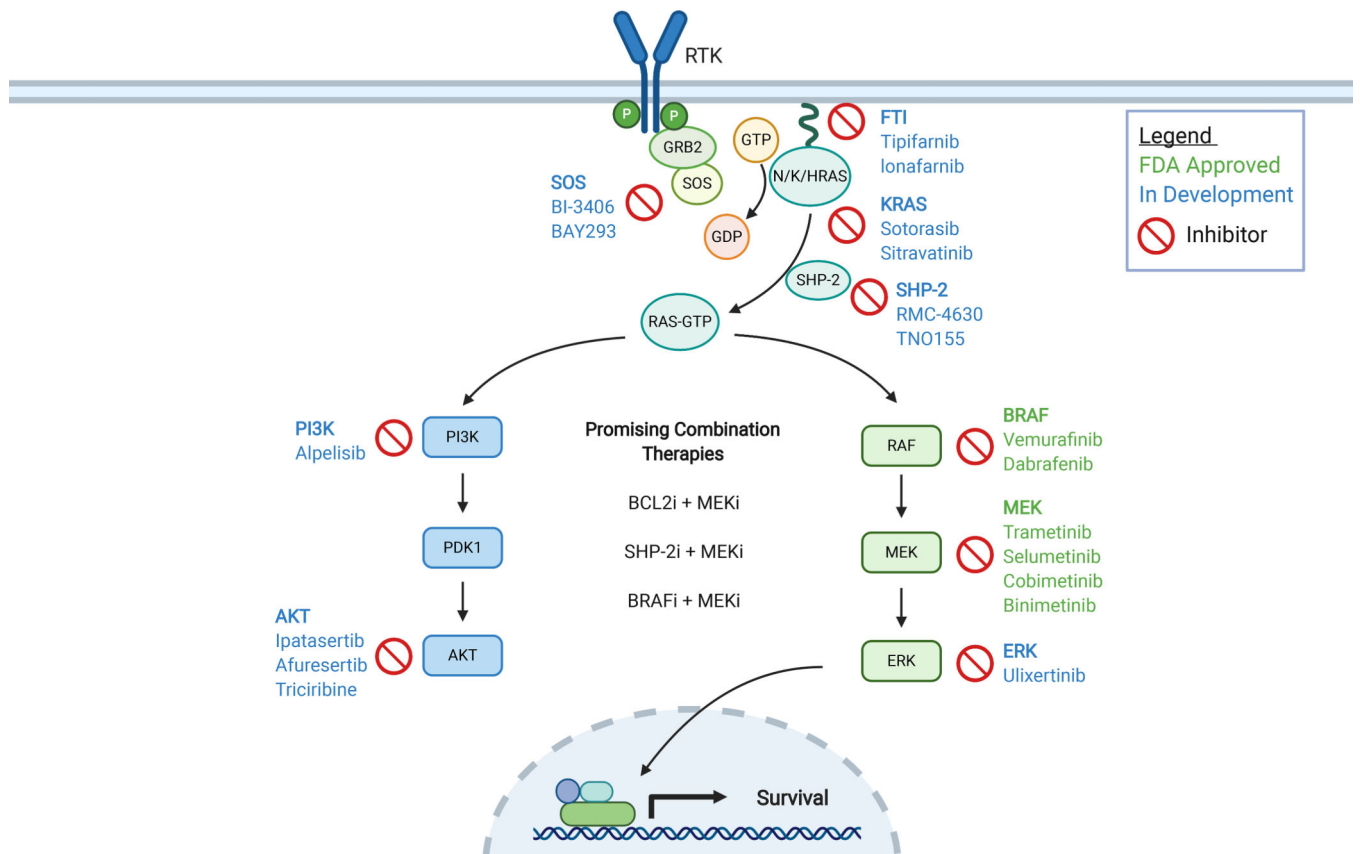 RTK
P
P
GRB2
SOS
GTP
GDP
N/K/HRAS
FTI
Tipifarnib
lonafarnib
SOS
BI-3406
BAY293
KRAS
Sotorasib
Sitravatinib
SHP-2
SHP-2
RMC-4630
TNO155
RAS-GTP
Legend
FDA Approved
In Development
Inhibitor
PI3K
Alpelisib
PI3K
PDK1
AKT
Ipatasertib
Afuresertib
Triciribine
AKT
Promising Combination
Therapies
BCL2i + MEKi
SHP-2i + MEKi
BRAFi + MEKi
RAF
BRAF
Vemurafinib
Dabrafenib
MEK
MEK
Trametinib
Selumetinib
Cobimetinib
Binimetinib
ERK
ERK
Ulixertinib
Survival